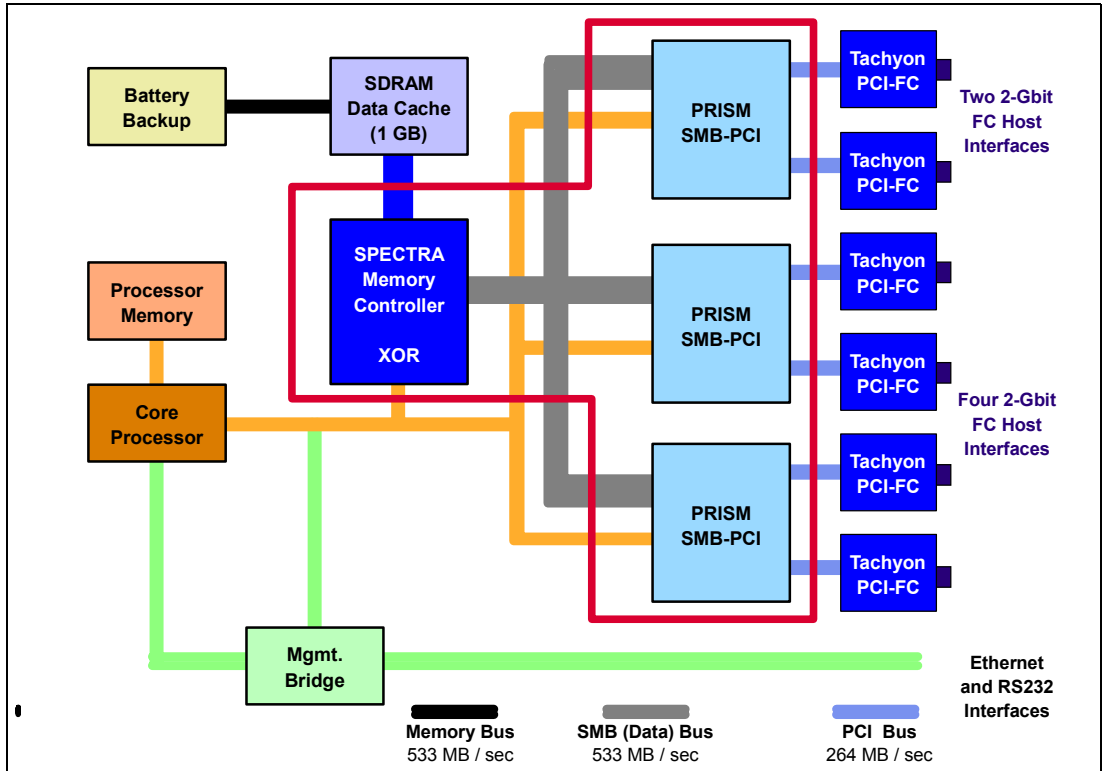 Battery
Backup
SDRAM
Data Cache
(1 GB)
PRISM
SMB-PCI
Tachyon
PCI-FC
Tachyon
PCI-FC
Two 2-Gbit
FC Host
Interfaces
Processor
Memory
SPECTRA
Memory
Controller
XOR
PRISM
SMB-PCI
Tachyon
PCI-FC
Tachyon
PCI-FC
Core
Processor
Four 2-Gbit
FC Host
Interfaces
PRISM
SMB-PCI
Tachyon
PCI-FC
Tachyon
PCI-FC
Mgmt.
Bridge
Ethernet
and RS232
Interfaces
Memory Bus
533 MB / sec
SMB (Data) Bus
533 MB / sec
PCI Bus
264 MB / sec